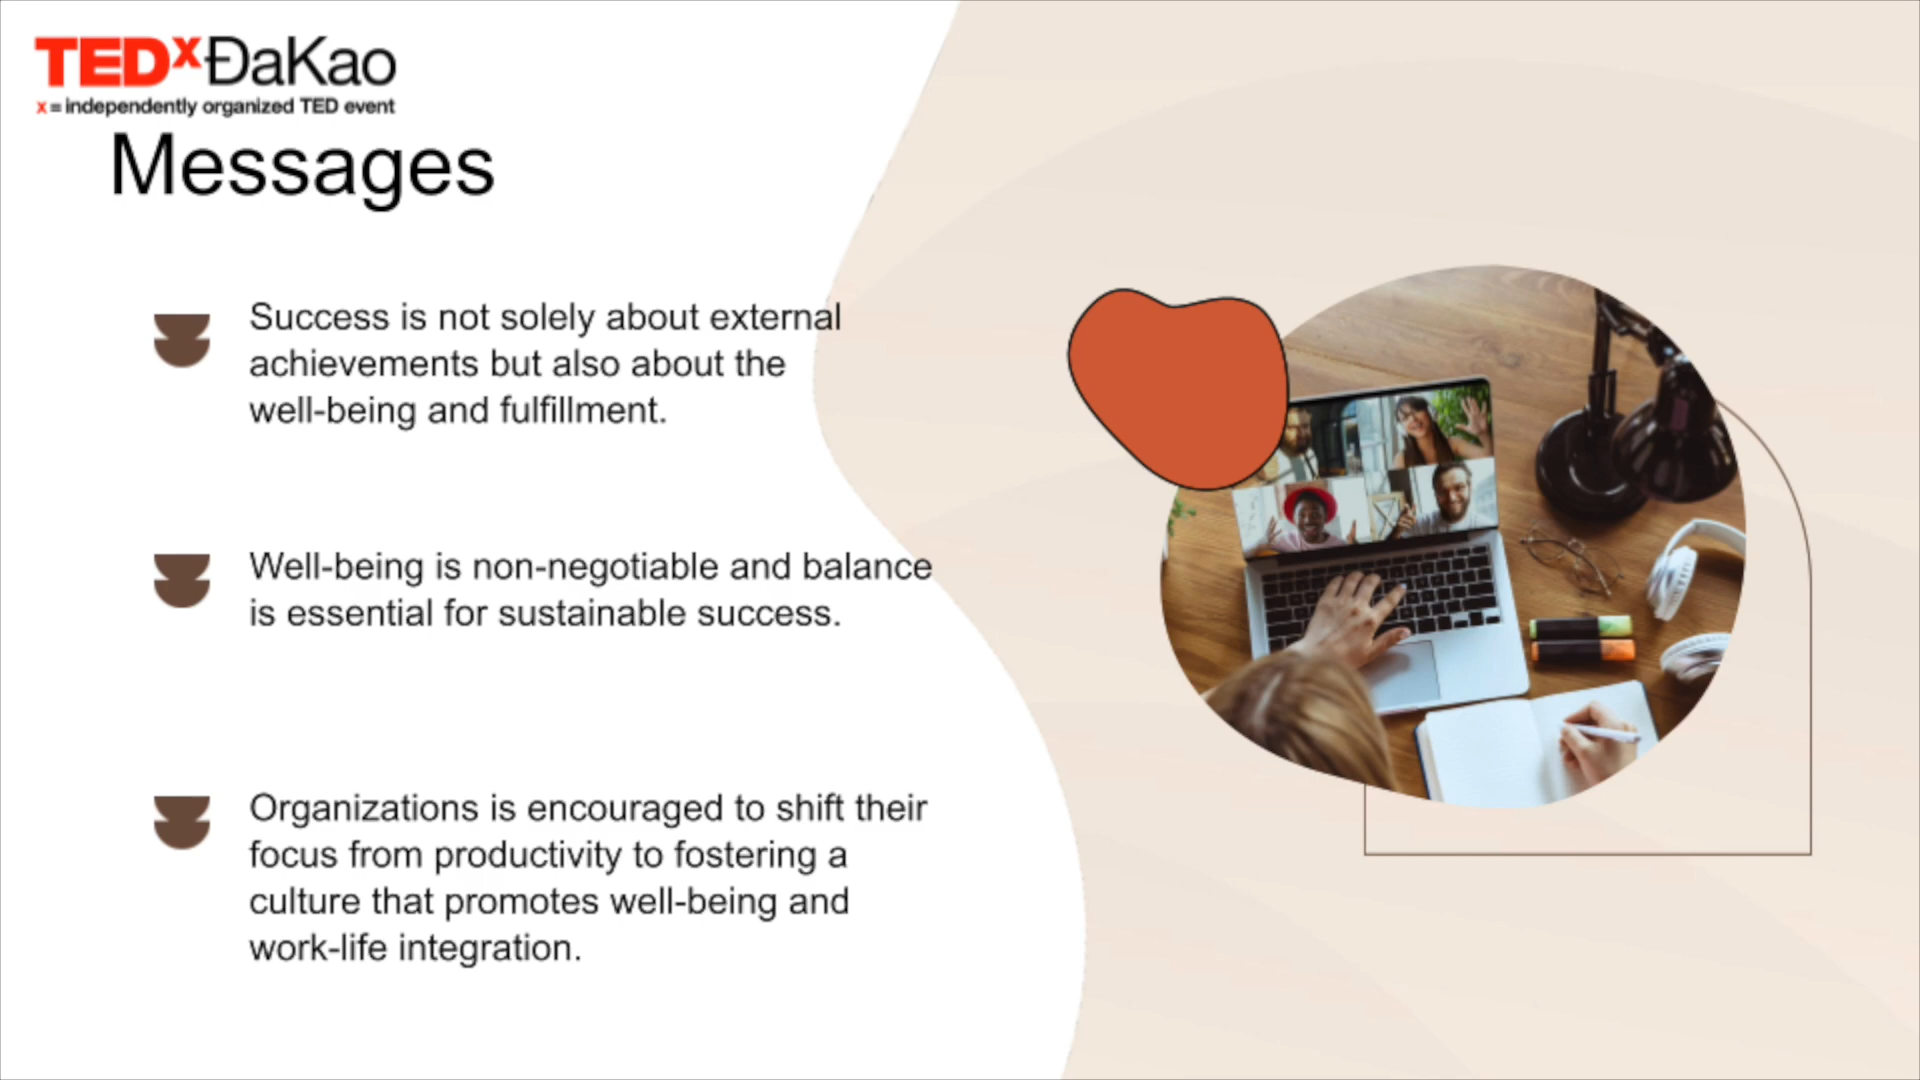 TEDxĐaKao
x = independently organized TED event
Messages
Success is not solely about external
achievements but also about the
well-being and fulfillment.
Well-being is non-negotiable and balance
is essential for sustainable success.
Organizations is encouraged to shift their
focus from productivity to fostering a
culture that promotes well-being and
work-life integration.